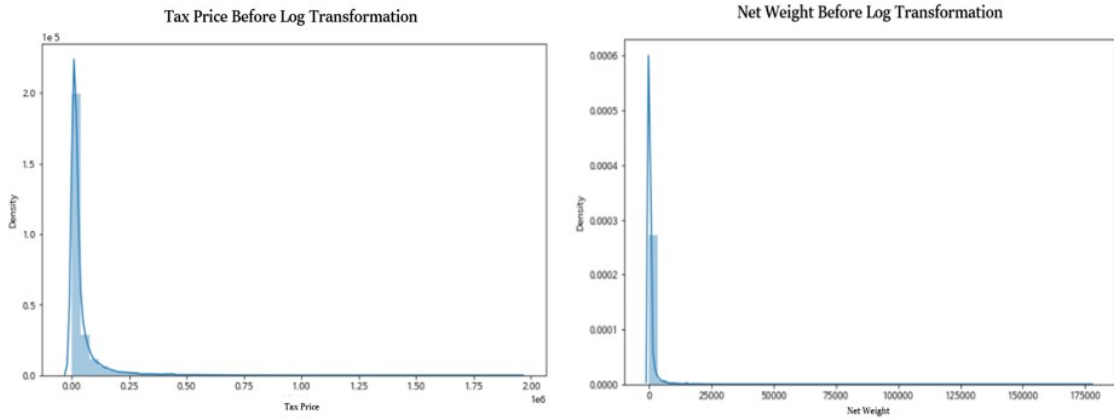 Tax Price Before Log Transformation
1e5
2.0
1.5
1.0
0.5
0.0
Density
0.00 0.25 0.50 0.75 1.00 1.25 1.50 1.75 2.00
1e6
Tax Price
Net Weight Before Log Transformation
0.0006
0.0005
0.0004
0.0003
0.0002
0.0001
0.0000
Density
0 25000 50000 75000 100000 125000 150000 175000
Net Weight